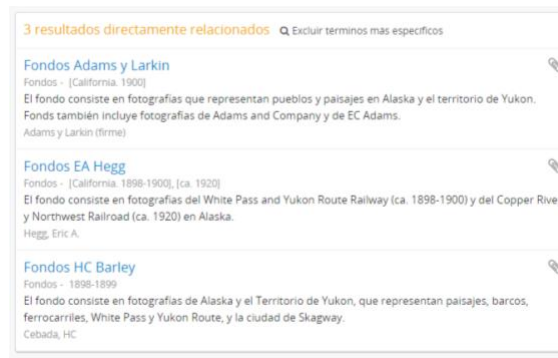 3 resultados directamente relacionados Excluir terminos mas especificos
Fondos Adams y Larkin
Fondos - [California. 1900]
El fondo consiste en fotografías que representan pueblos y paisajes en Alaska y el territorio de Yukon.
Fonds también incluye fotografías de Adams and Company y de EC Adams.
Adams y Larkin (firme)
Fondos EA Hegg
Fondos - [California. 1898-1900], [ca. 1920]
El fondo consiste en fotografías del White Pass and Yukon Route Railway (ca. 1898-1900) y del Copper Rive
y Northwest Railroad (ca. 1920) en Alaska.
Hegg, Eric A.
Fondos HC Barley
Fondos - 1898-1899
El fondo consiste en fotografías de Alaska y el Territorio de Yukon, que representan paisajes, barcos,
ferrocarriles, White Pass y Yukon Route, y la ciudad de Skagway.
Cebada, HC